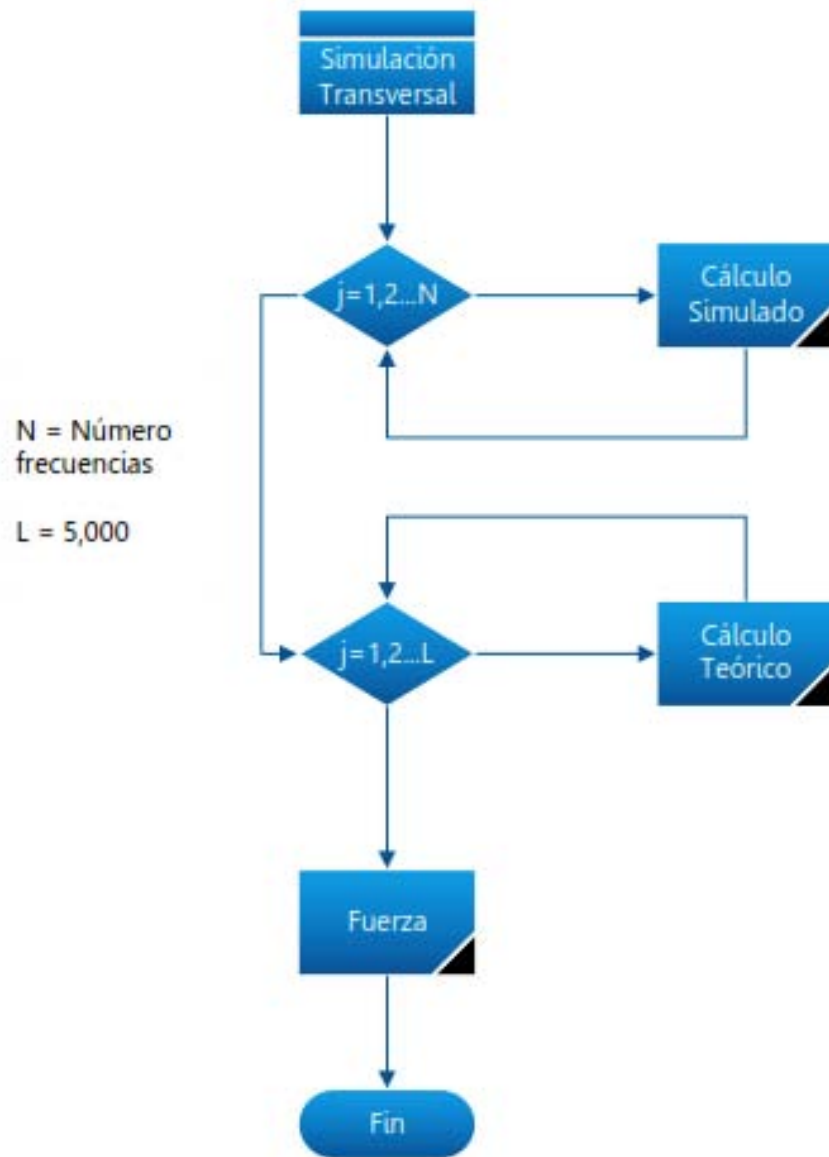 Simulación
Transversal
j=1,2...N
Cálculo
Simulado
N = Número
frecuencias
L = 5,000
j=1,2...L
Cálculo
Teórico
Fuerza
Fin